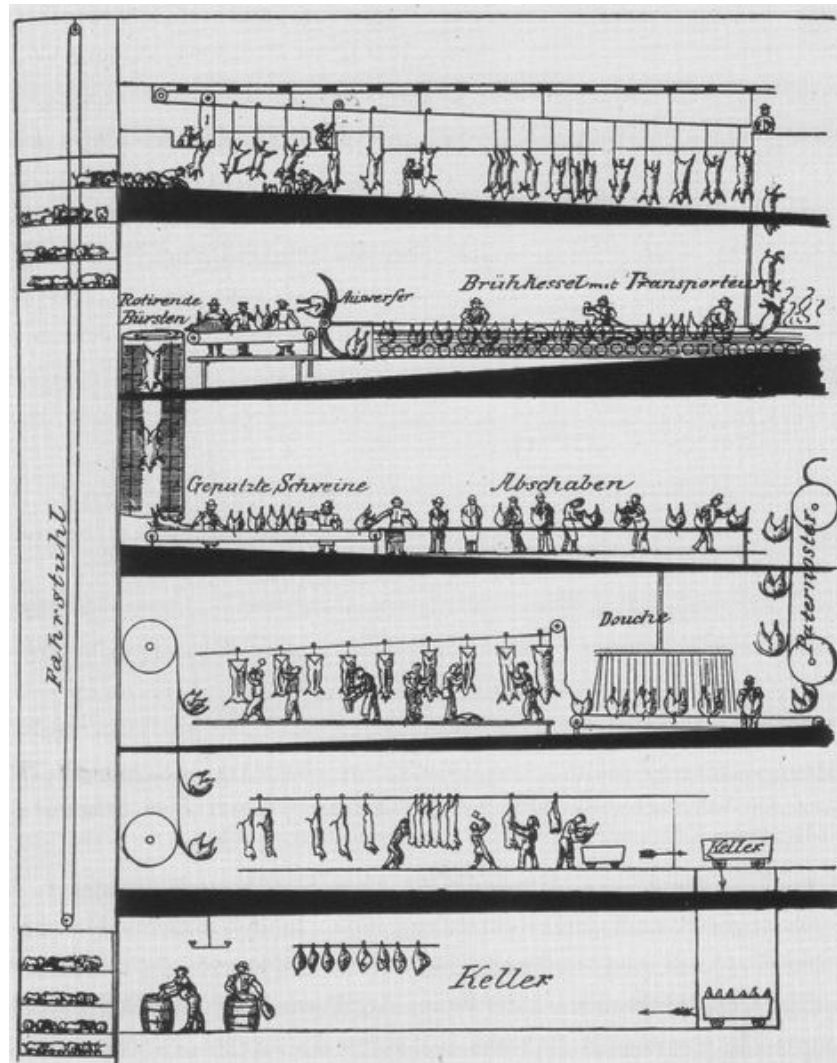 Brühkessel mit Transporteur
Rotirende
Bürsten
Auswerfer
Geputzte Schweine
Abschaben
Fahrstuhl
Paternoster
Douche
Keller
Keller